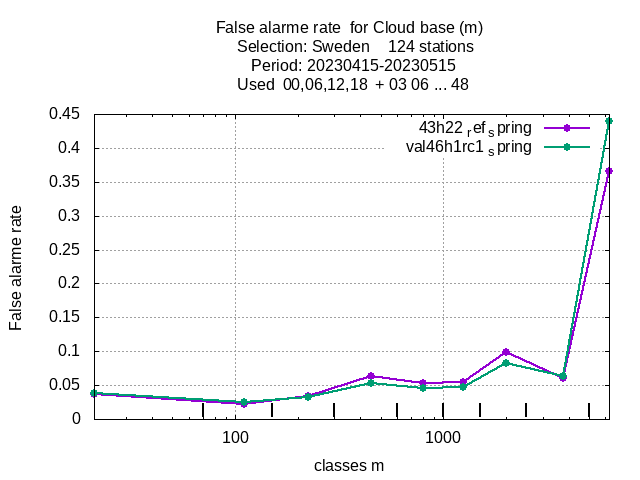 False alarme rate for Cloud base (m)
Selection: Sweden 124 stations
Period: 20230415-20230515
Used 00,06,12,18 + 03 06 ... 48
43h22 ref spring
val46h1rc1 spring
0.45
0.4
0.35
0.3
0.25
0.2
0.15
0.1
0.05
0
False alarme rate
100
1000
classes m